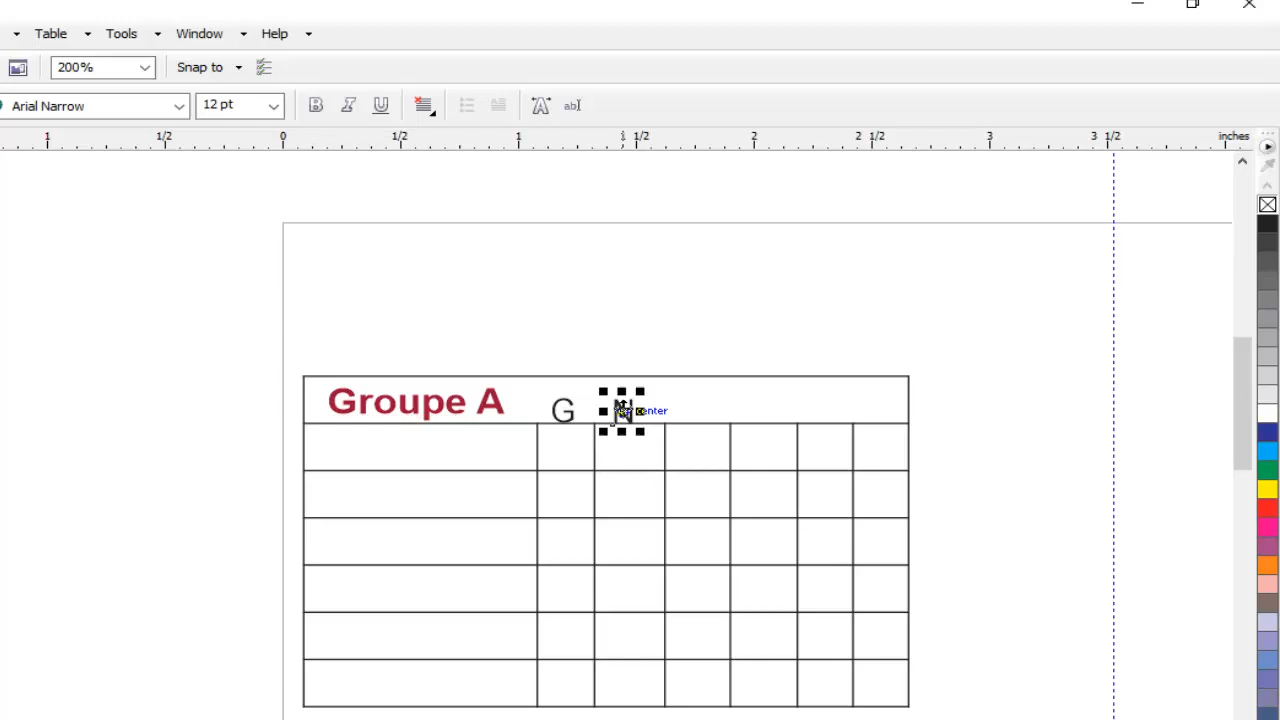 Table Tools Window Help
200% Snap to
Arial Narrow 12 pt B I U A ab
1 1/2 0 1/2 1 1/2 2 2 1/2 3 3 1/2 inches
Groupe A G N center